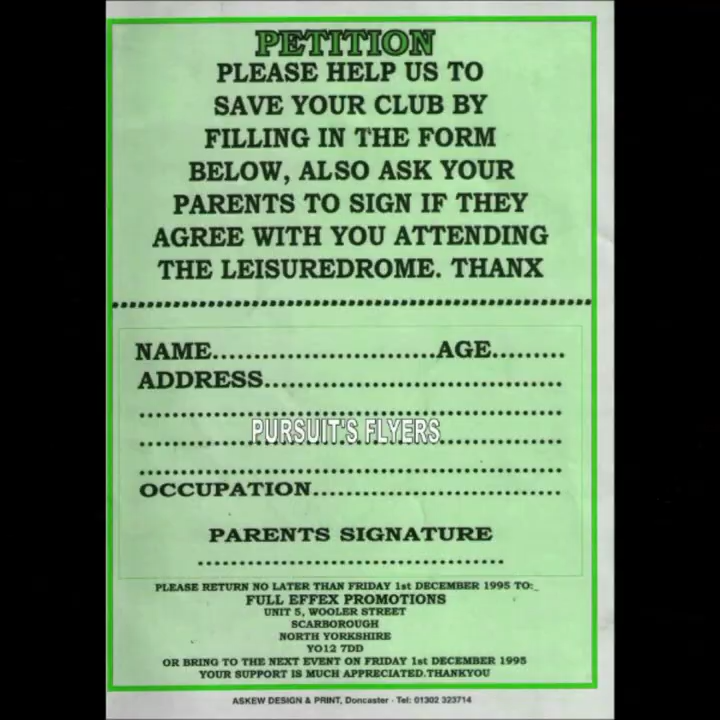 PETITION
PLEASE HELP US TO
SAVE YOUR CLUB BY
FILLING IN THE FORM
BELOW, ALSO ASK YOUR
PARENTS TO SIGN IF THEY
AGREE WITH YOU ATTENDING
THE LEISUREDROME. THANX
NAME..........................AGE.........
ADDRESS...................................
PURSUIT'S FLYERS
OCCUPATION.............................
PARENTS SIGNATURE
PLEASE RETURN NO LATER THAN FRIDAY 1st DECEMBER 1995 TO:_
FULL EFFEX PROMOTIONS
UNIT 5, WOOLER STREET
SCARBOROUGH
NORTH YORKSHIRE
YO12 7DD
OR BRING TO THE NEXT EVENT ON FRIDAY 1st DECEMBER 1995
YOUR SUPPORT IS MUCH APPRECIATED.THANKYOU
ASKEW DESIGN & PRINT, Doncaster · Tel: 01302 323714